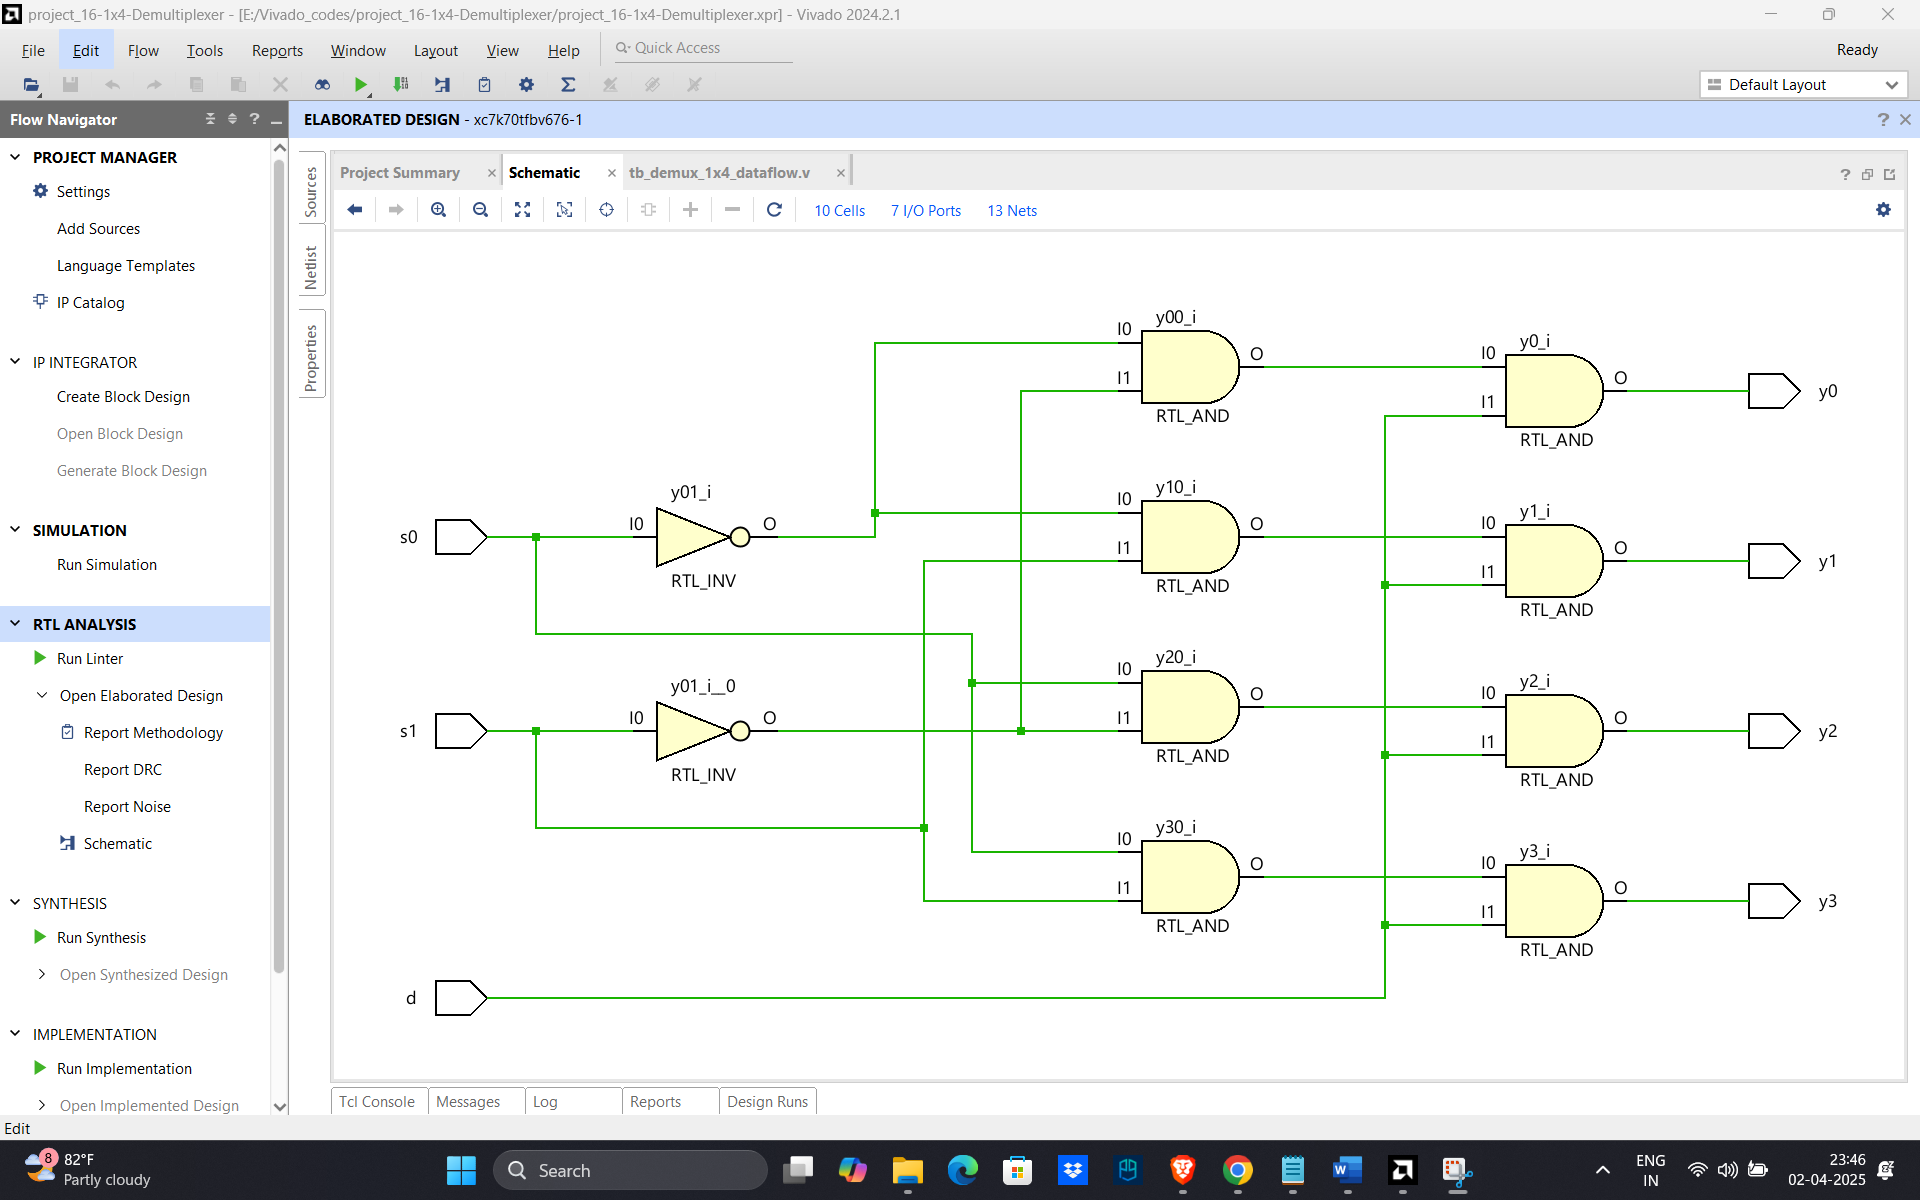 project_16-1x4-Demultiplexer - [E:/Vivado_codes/project_16-1x4-Demultiplexer/project_16-1x4-Demultiplexer.xpr] - Vivado 2024.2.1
File Edit Flow Tools Reports Window Layout View Help Quick Access Ready
Default Layout
Flow Navigator
ELABORATED DESIGN - xc7k70tfbv676-1
PROJECT MANAGER
Settings
Add Sources
Language Templates
IP Catalog
IP INTEGRATOR
Create Block Design
Open Block Design
Generate Block Design
SIMULATION
Run Simulation
RTL ANALYSIS
Run Linter
Open Elaborated Design
Report Methodology
Report DRC
Report Noise
Schematic
SYNTHESIS
Run Synthesis
Open Synthesized Design
IMPLEMENTATION
Run Implementation
Open Implemented Design
Sources
Netlist
Properties
Project Summary Schematic tb_demux_1x4_dataflow.v
10 Cells 7 I/O Ports 13 Nets
s0
s1
d
y01_i
I0 O
RTL_INV
y01_i__0
I0 O
RTL_INV
y00_i
I0 O
I1
RTL_AND
y10_i
I0 O
I1
RTL_AND
y20_i
I0 O
I1
RTL_AND
y30_i
I0 O
I1
RTL_AND
y0_i
I0 O
I1
RTL_AND
y0
y1_i
I0 O
I1
RTL_AND
y1
y2_i
I0 O
I1
RTL_AND
y2
y3_i
I0 O
I1
RTL_AND
y3
Tcl Console Messages Log Reports Design Runs
Edit
8
82°F
Partly cloudy
Search
ENG
IN
23:46
02-04-2025